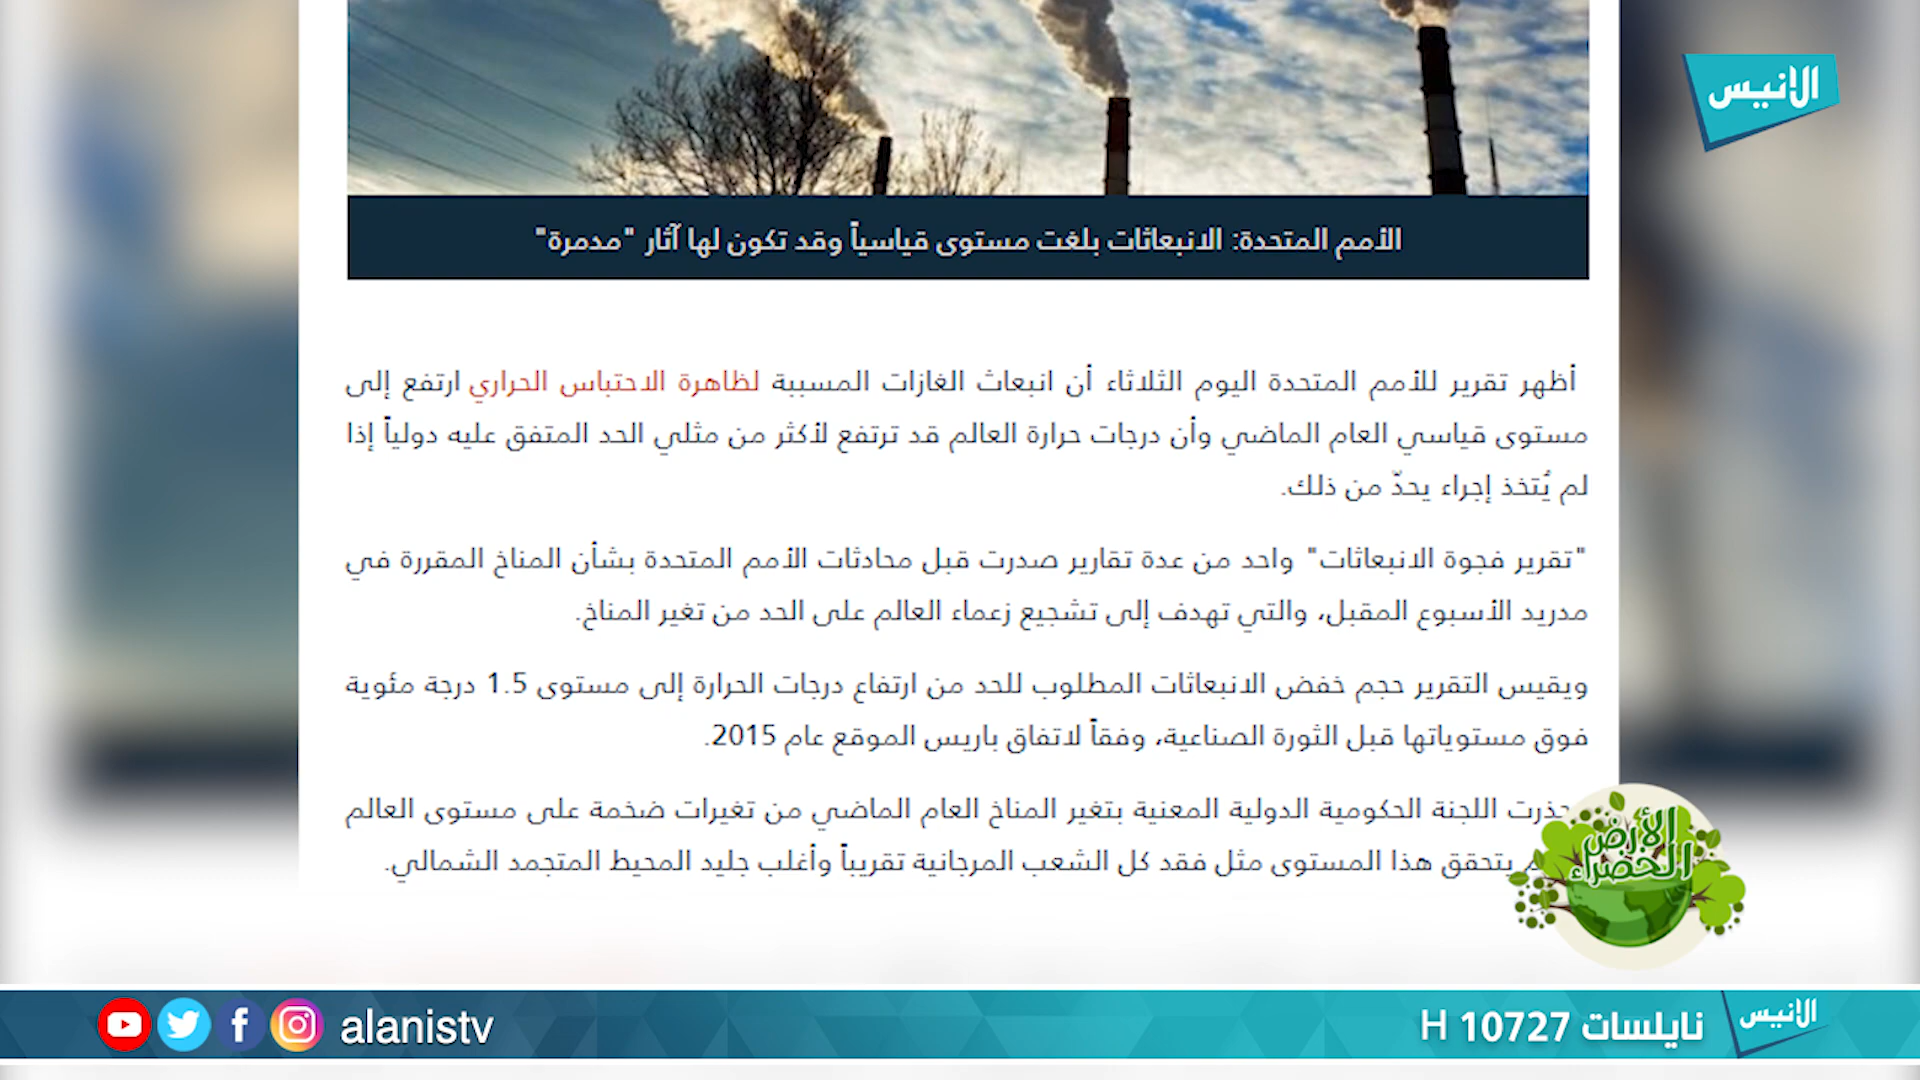 الانيس
الأمم المتحدة: الانبعاثات بلغت مستوى قياسياً وقد تكون لها آثار "مدمرة"
أظهر تقرير للأمم المتحدة اليوم الثلاثاء أن انبعاث الغازات المسببة لظاهرة الاحتباس الحراري ارتفع إلى
مستوى قياسي العام الماضي وأن درجات حرارة العالم قد ترتفع لأكثر من مثلي الحد المتفق عليه دولياً إذا
لم يُتخذ إجراء يحدّ من ذلك.
"تقرير فجوة الانبعاثات" واحد من عدة تقارير صدرت قبل محادثات الأمم المتحدة بشأن المناخ المقررة في
مدريد الأسبوع المقبل، والتي تهدف إلى تشجيع زعماء العالم على الحد من تغير المناخ.
ويقيس التقرير حجم خفض الانبعاثات المطلوب للحد من ارتفاع درجات الحرارة إلى مستوى 1.5 درجة مئوية
فوق مستوياتها قبل الثورة الصناعية، وفقاً لاتفاق باريس الموقع عام 2015.
اللجنة الحكومية الدولية المعنية بتغير المناخ العام الماضي من تغيرات ضخمة على مستوى العالم
يتحقق هذا المستوى مثل فقد كل الشعب المرجانية تقريباً وأغلب جليد المحيط المتجمد الشمالي.
الأرض
الخضراء
alanistv
نايلسات 10727 H
الانيس